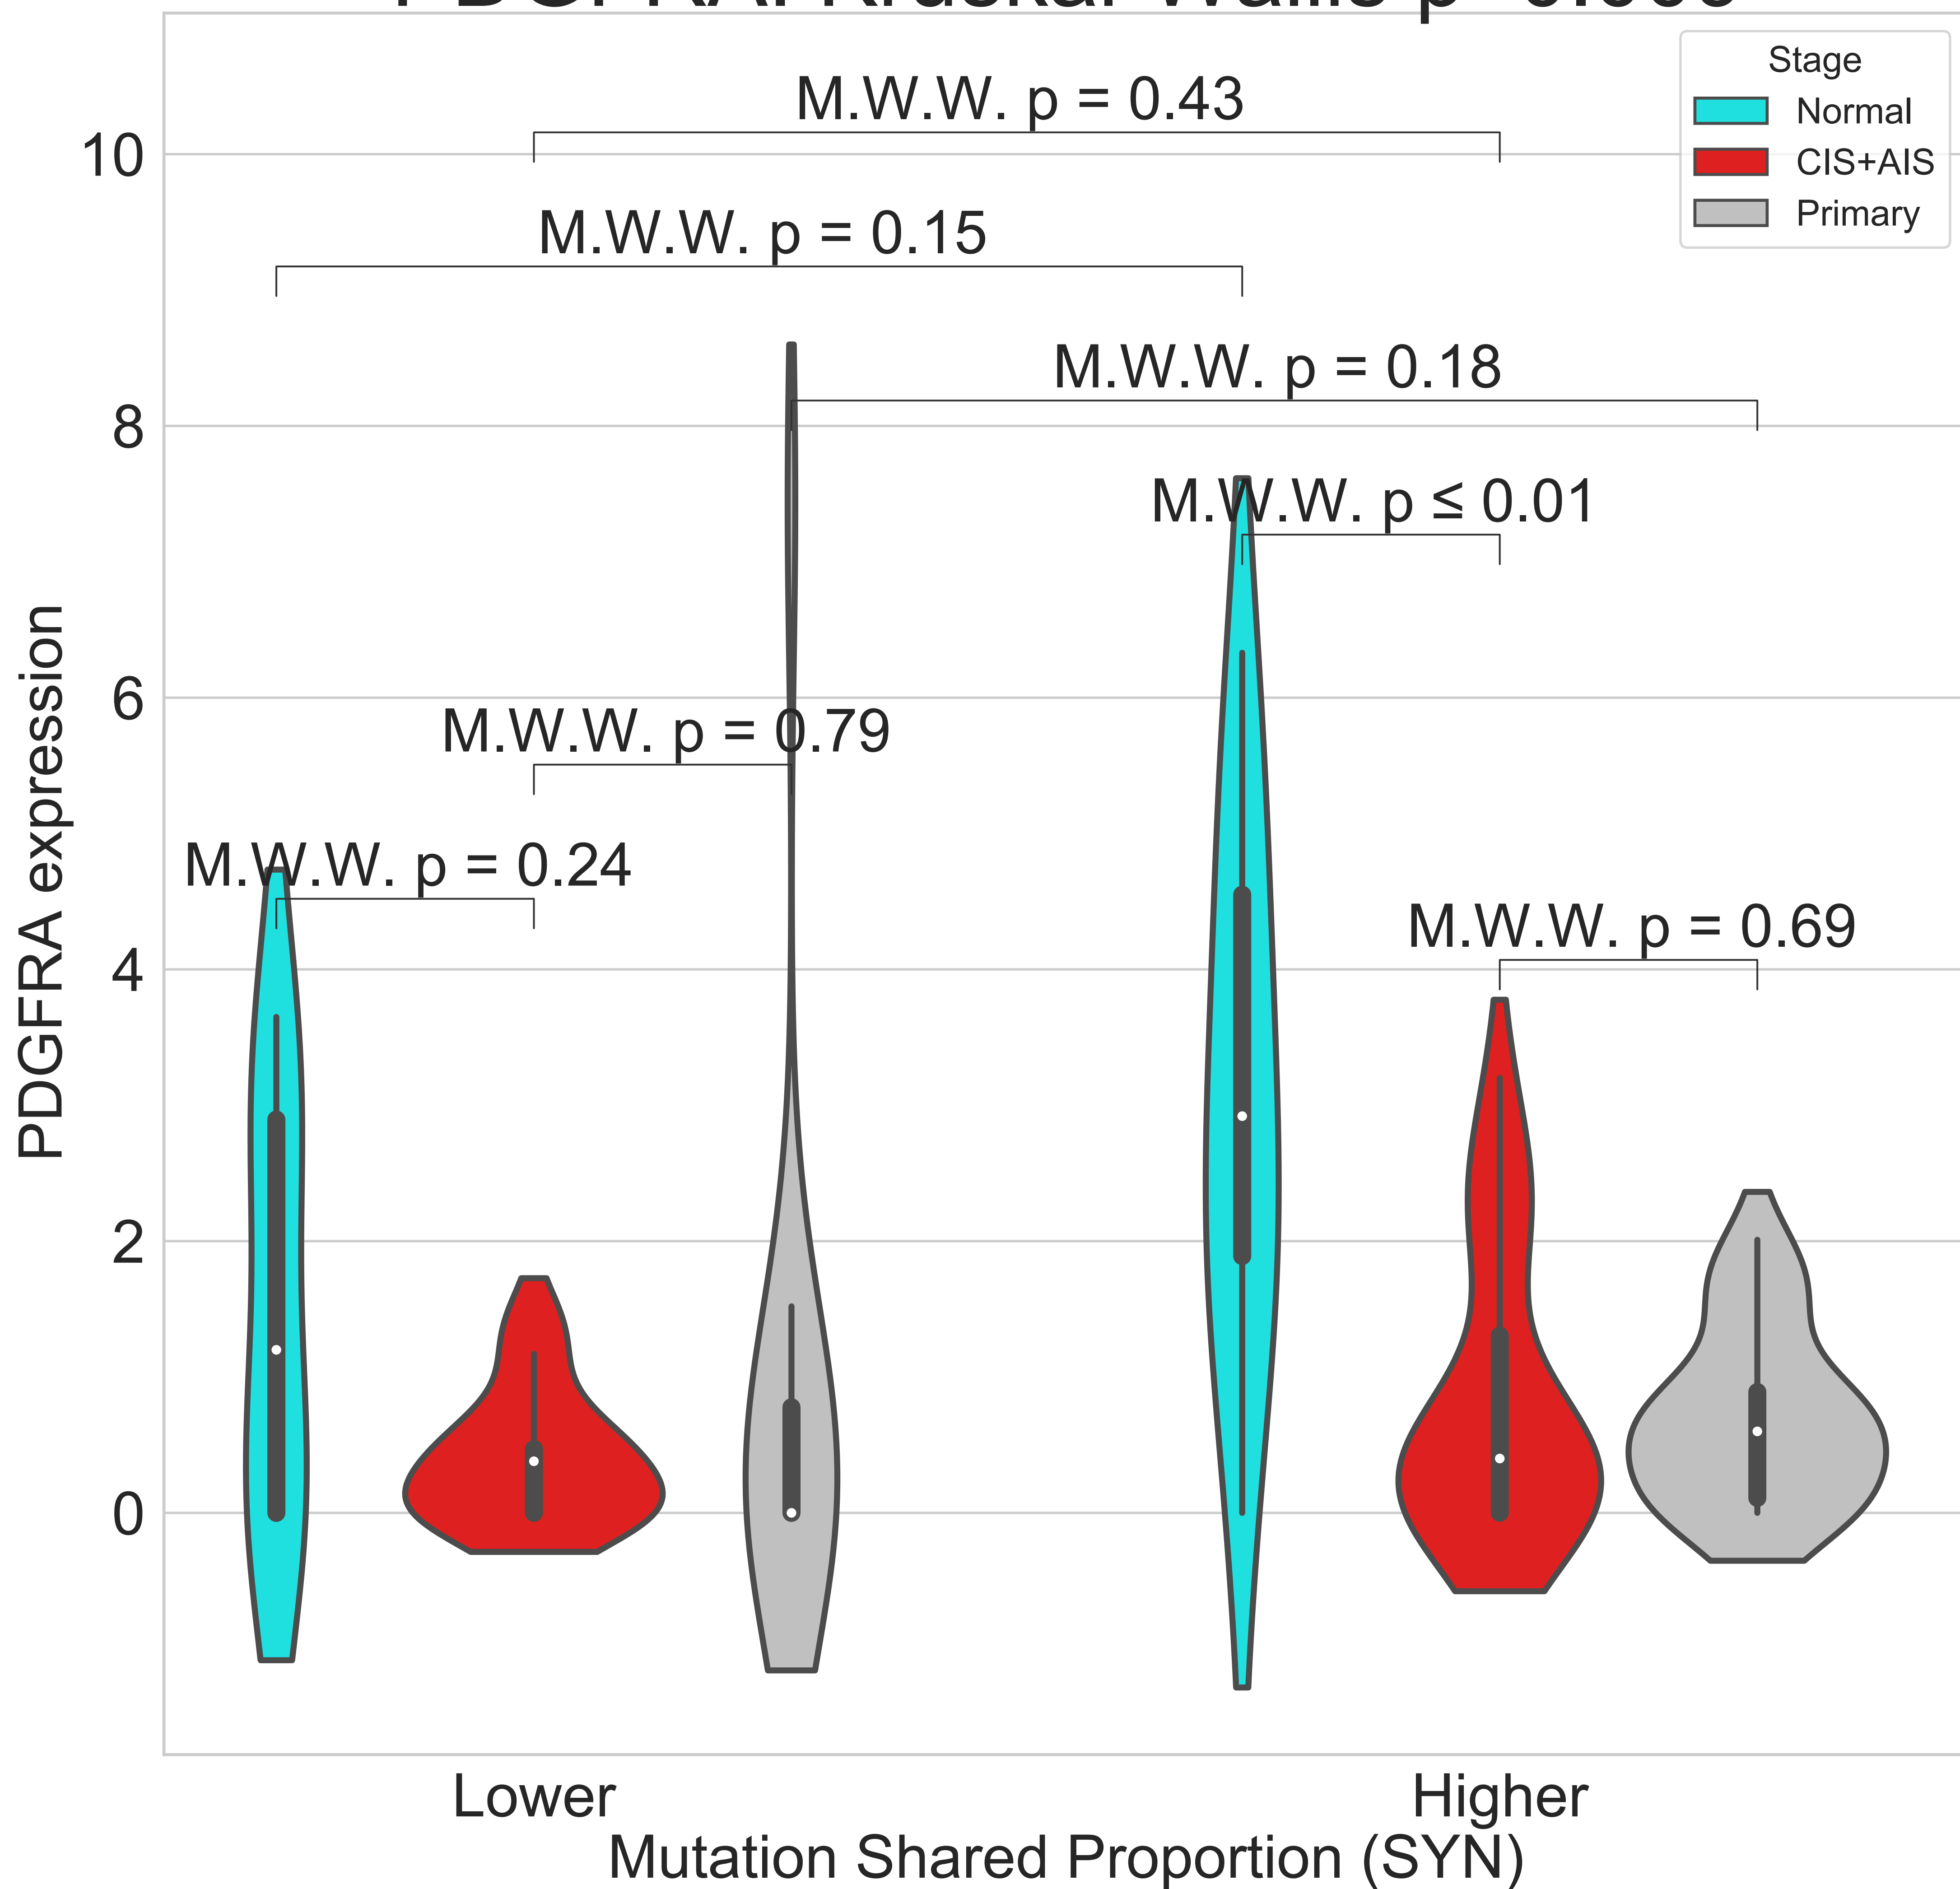 Stage
Normal
CIS+AIS
Primary
M.W.W. p = 0.43
M.W.W. p = 0.15
M.W.W. p = 0.18
M.W.W. p ≤ 0.01
M.W.W. p = 0.79
M.W.W. p = 0.24
M.W.W. p = 0.69
10
8
6
4
2
0
PDGFRA expression
Lower
Higher
Mutation Shared Proportion (SYN)